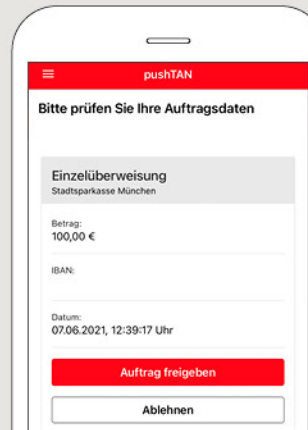 pushTAN
Bitte prüfen Sie Ihre Auftragsdaten
Einzelüberweisung
Stadtsparkasse München
Betrag:
100,00 €
IBAN:
Datum:
07.06.2021, 12:39:17 Uhr
Auftrag freigeben
Ablehnen